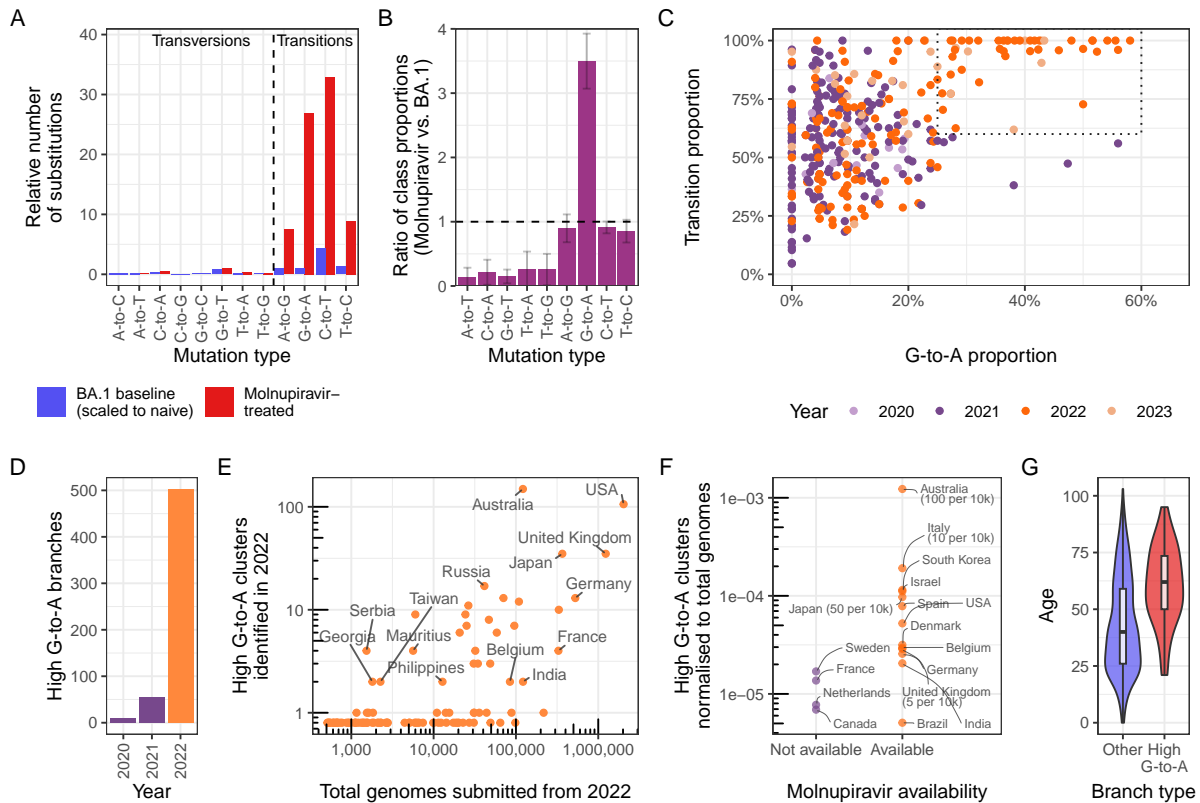 A
Relative number
of substitutions
40
30
20
10
0
Transversions
Transitions
A-to-C
A-to-T
C-to-A
C-to-G
G-to-C
G-to-T
T-to-A
T-to-G
A-to-G
G-to-A
C-to-T
T-to-C
Mutation type
BA.1 baseline
(scaled to naive)
Molnupiravir−
treated
B
Ratio of class proportions
(Molnupiravir vs. BA.1)
4
3
2
1
0
A-to-T
C-to-A
G-to-T
T-to-A
T-to-G
A-to-G
G-to-A
C-to-T
T-to-C
Mutation type
C
Transition proportion
100%
75%
50%
25%
0%
0%
20%
40%
60%
G-to-A proportion
Year
2020
2021
2022
2023
D
High G-to-A branches
500
400
300
200
100
0
2020
2021
2022
Year
E
High G-to-A clusters
identified in 2022
100
10
1
Australia
USA
United Kingdom
Japan
Russia
Germany
Taiwan
Serbia
Georgia
Mauritius
Belgium
France
Philippines
India
1,000
10,000
100,000
1,000,000
Total genomes submitted from 2022
F
High G-to-A clusters
normalised to total genomes
1e−03
1e−04
1e−05
Australia
(100 per 10k)
Italy
(10 per 10k)
South Korea
Israel
Japan (50 per 10k)
Spain
USA
Denmark
Sweden
Belgium
France
Germany
Netherlands
United Kingdom
(5 per 10k)
Canada
Brazil
India
Not available
Available
Molnupiravir availability
G
Age
100
75
50
25
0
Other
High
G-to-A
Branch type